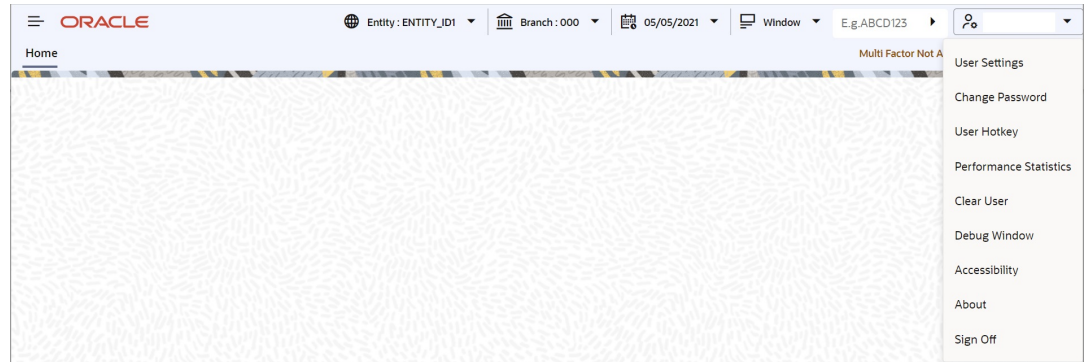 ORACLE Entity : ENTITY_ID1 Branch : 000 05/05/2021 Window E.g.ABCD123
Home Multi Factor Not A
User Settings
Change Password
User Hotkey
Performance Statistics
Clear User
Debug Window
Accessibility
About
Sign Off